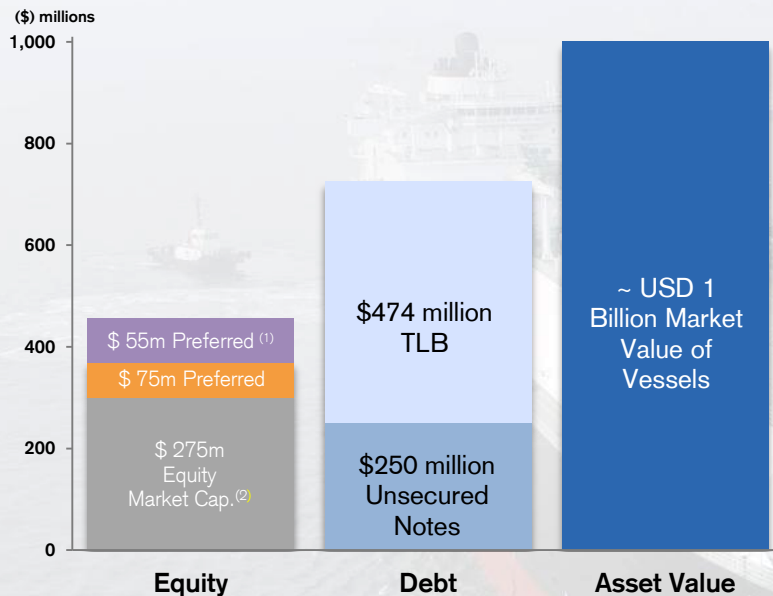 ($) millions
1,000
800
600
400
200
0
$ 55m Preferred (1)
$ 75m Preferred
$ 275m
Equity
Market Cap.(2)
$474 million
TLB
$250 million
Unsecured
Notes
~ USD 1
Billion Market
Value of
Vessels
Equity
Debt
Asset Value